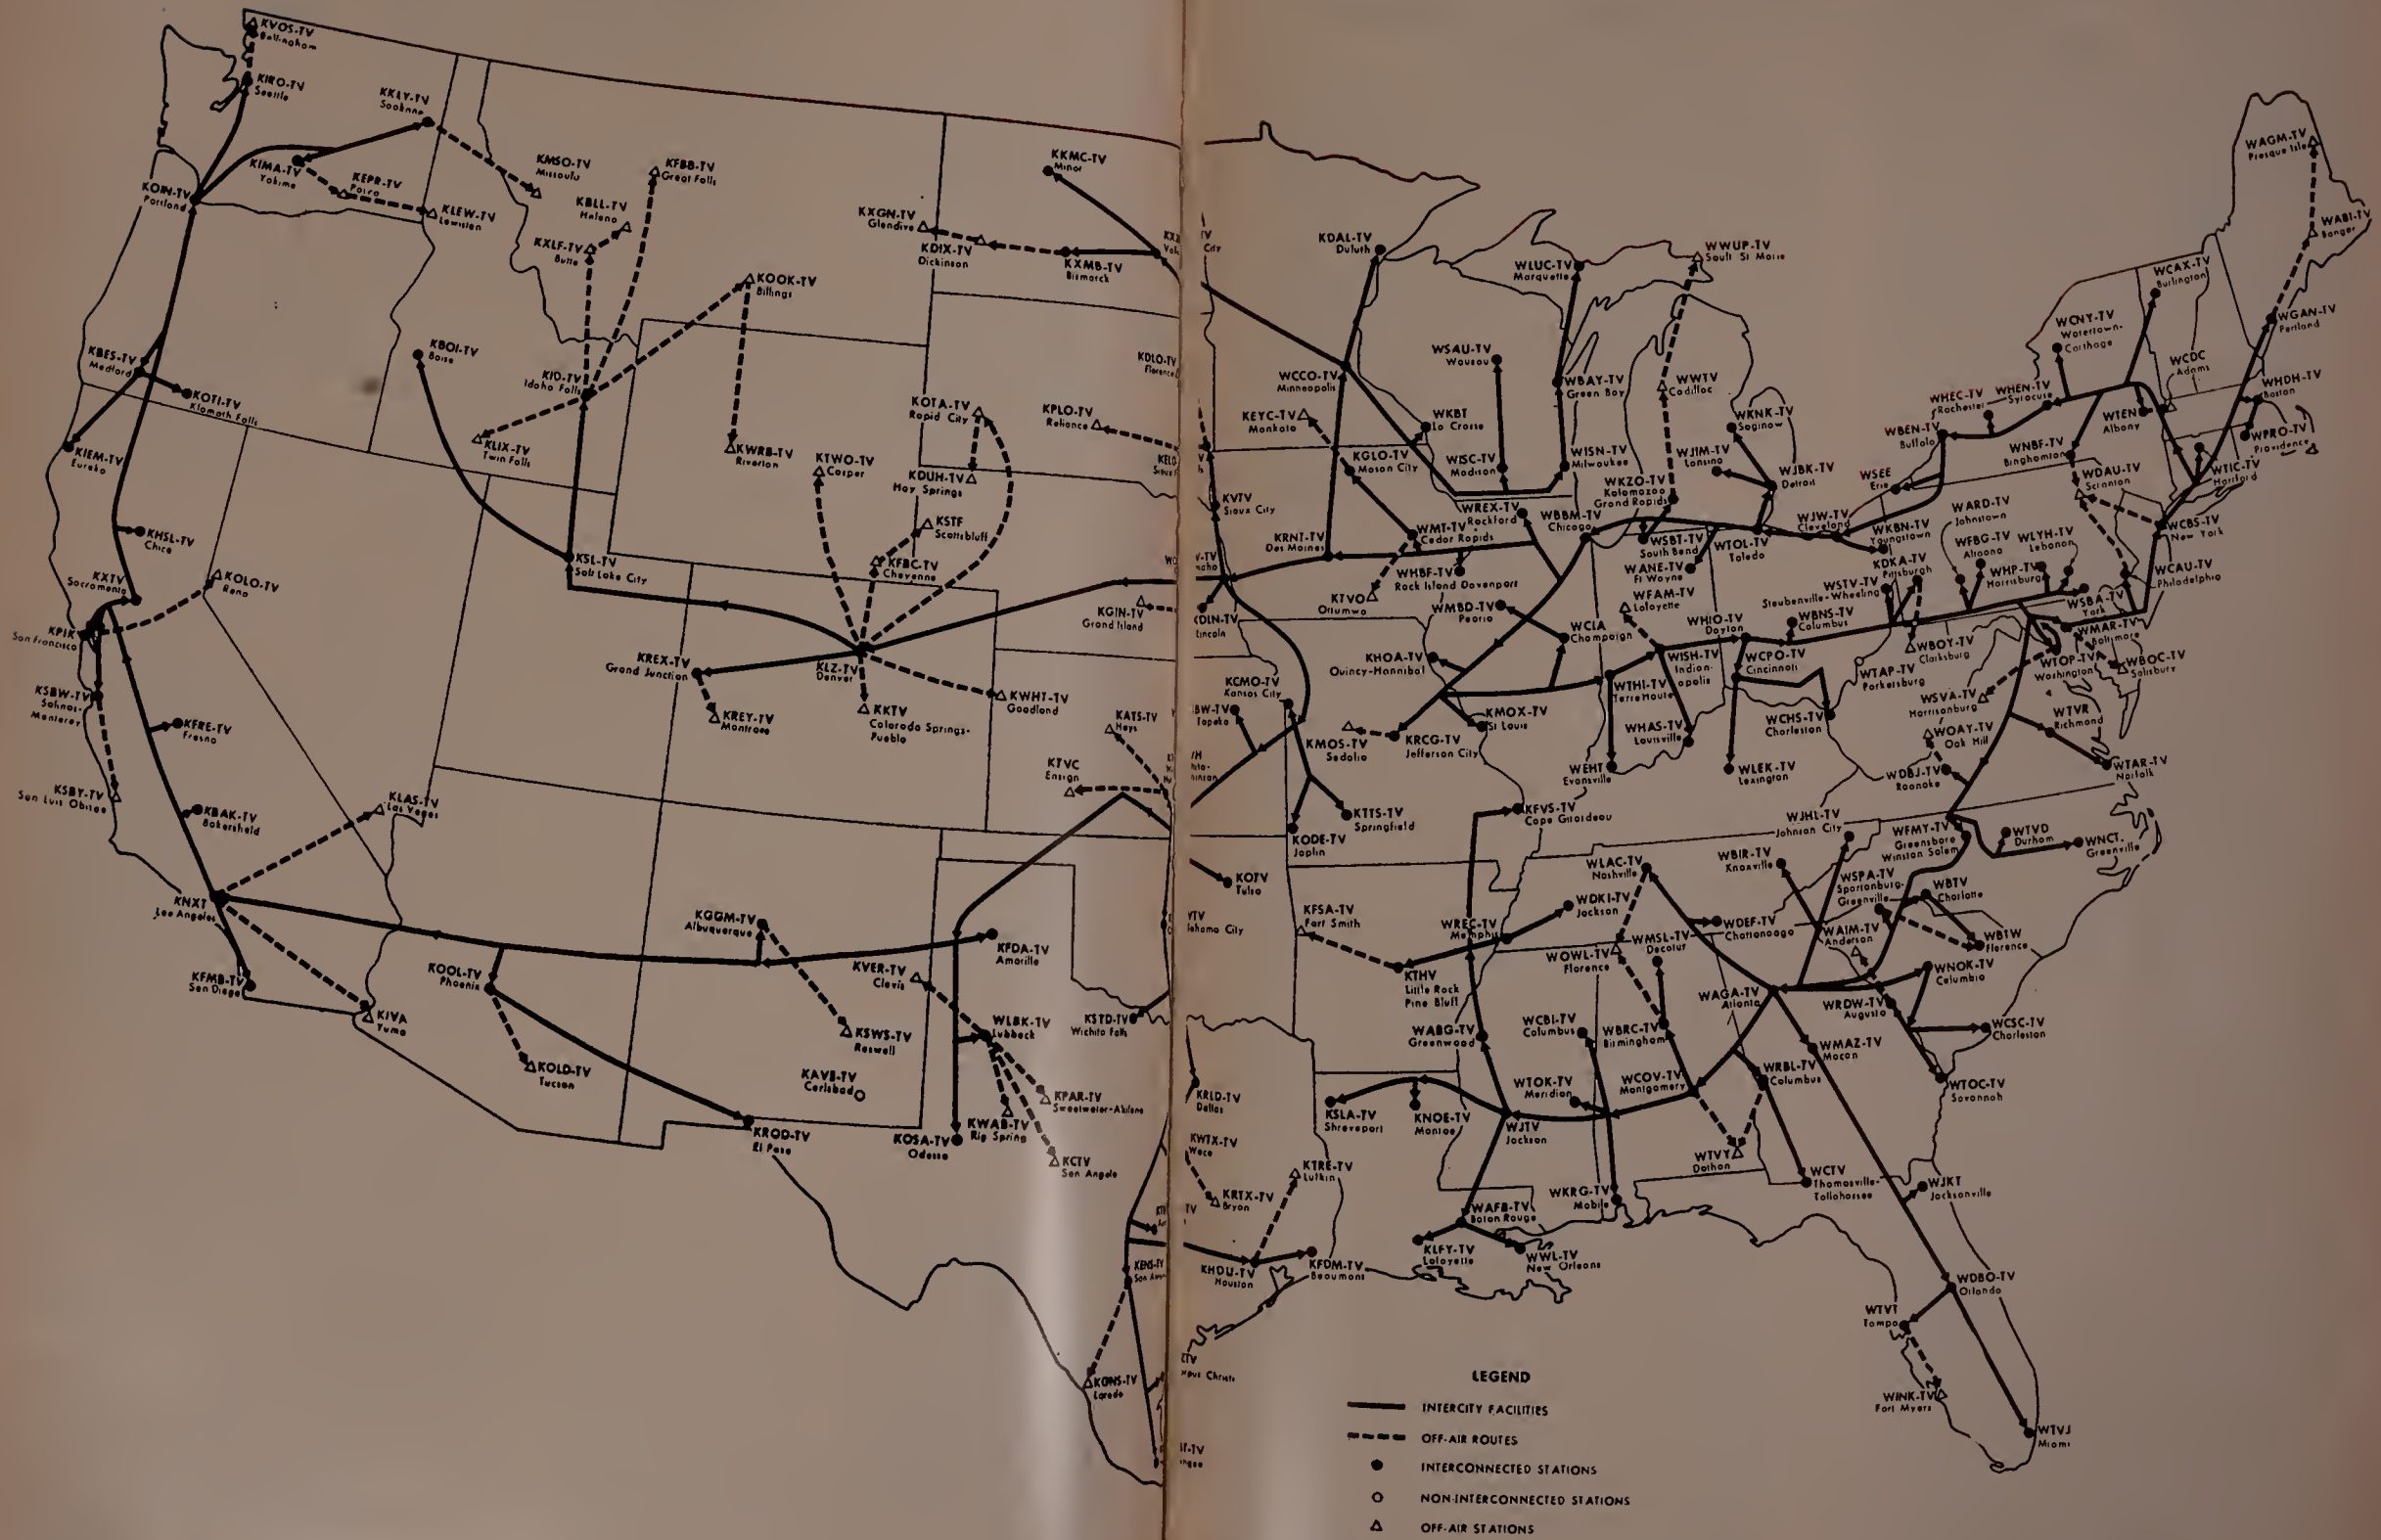 KVOS-TV
Bellingham
KIRO-TV
Seattle
KXLY-TV
Spokane
KIMA-TV
Yakima
KEPR-TV
Pasco
KLEW-TV
Lewiston
KOIN-TV
Portland
KMSO-TV
Missoula
KFBB-TV
Great Falls
KBLL-TV
Helena
KXLF-TV
Butte
KOOK-TV
Billings
KXGN-TV
Glendive
KDIX-TV
Dickinson
KXMB-TV
Bismarck
KKMC-TV
Minot
KBES-TV
Medford
KOTI-TV
Klamath Falls
KIEM-TV
Eureka
KBOI-TV
Boise
KID-TV
Idaho Falls
KLIX-TV
Twin Falls
KWRB-TV
Riverton
KTWO-TV
Casper
KOTA-TV
Rapid City
KDUH-TV
Hay Springs
KSTF
Scottsbluff
KFBC-TV
Cheyenne
KPLO-TV
Reliance
KDLO-TV
Florence
KHSL-TV
Chico
KXTV
Sacramento
KOLO-TV
Reno
KPIX
San Francisco
KSL-TV
Salt Lake City
KSBW-TV
Salinas-
Monterey
KFRE-TV
Fresno
KSBY-TV
San Luis Obispo
KBAK-TV
Bakersfield
KLAS-TV
Las Vegas
KREX-TV
Grand Junction
KREY-TV
Montrose
KLZ-TV
Denver
KKTV
Colorado Springs-
Pueblo
KWHT-TV
Goodland
KGIN-TV
Grand Island
KATS-TV
Hays
KTVC
Ensign
KNXT
Los Angeles
KFMB-TV
San Diego
KIVA
Yuma
KOOL-TV
Phoenix
KOLD-TV
Tucson
KGGM-TV
Albuquerque
KSWS-TV
Roswell
KVER-TV
Clovis
KFDA-TV
Amarillo
KAVB-TV
Carlsbad
WLBK-TV
Lubbock
KSTD-TV
Wichita Falls
KPAR-TV
Sweetwater-Abilene
KWAB-TV
Big Spring
KCTV
San Angelo
KROD-TV
El Paso
KOSA-TV
Odessa
KENS-TV
KGNS-TV
Laredo
KDAL-TV
Duluth
WCCO-TV
Minneapolis
KEYC-TV
Mankato
KGLO-TV
Mason City
WKBT
La Crosse
WSAU-TV
Wausau
WISC-TV
Madison
WLUC-TV
Marquette
WBAY-TV
Green Bay
WISN-TV
Milwaukee
WWUP-TV
Sault St Marie
WWTV
Cadillac
WKNK-TV
Saginaw
WJIM-TV
Lansing
WJBK-TV
Detroit
WKZO-TV
Kalamazoo
Grand Rapids
KVTV
Sioux City
KRNT-TV
Des Moines
WMT-TV
Cedor Rapids
WREX-TV
Rockford
WBBM-TV
Chicago
WHBF-TV
Rock Island Davenport
KTVO
Ottumwa
WMBD-TV
Peoria
WCIA
Champaign
KHQA-TV
Quincy-Hannibal
KMOX-TV
St Louis
KRCG-TV
Jefferson City
KMOS-TV
Sedalia
KCMO-TV
Kansas City
KODE-TV
Joplin
KTTS-TV
Springfield
KOTV
Tulsa
KFVS-TV
Cape Girardeau
WSBT-TV
South Bend
WTOL-TV
Toledo
WANE-TV
Ft Wayne
WFAM-TV
Lafayette
WISH-TV
Indian-
apolis
WTHI-TV
Terre Haute
WEHT
Evansville
WHAS-TV
Louisville
WHIO-TV
Dayton
WCPO-TV
Cincinnati
WBNS-TV
Columbus
WLEK-TV
Lexington
WCHS-TV
Charleston
WTAP-TV
Parkersburg
WBOY-TV
Clarksburg
WSTV-TV
Steubenville-Wheeling
KDKA-TV
Pittsburgh
WJW-TV
Cleveland
WKBN-TV
Youngstown
WSEE
Erie
WBEN-TV
Buffalo
WHEC-TV
Rochester
WHEN-TV
Syracuse
WCNY-TV
Watertown-
Carthage
WCAX-TV
Burlington
WCDC
Adams
WTEN
Albany
WNBF-TV
Binghamton
WDAU-TV
Scranton
WARD-TV
Johnstown
WFBG-TV
Altoona
WLYH-TV
Lebanon
WHP-TV
Harrisburg
WSBA-TV
York
WCAU-TV
Philadelphia
WCBS-TV
New York
WTIC-TV
Hartford
WPRO-TV
Providence
WHDH-TV
Boston
WGAN-TV
Portland
WABI-TV
Bangor
WAGM-TV
Presque Isle
WMAR-TV
Baltimore
WTOP-TV
Washington
WBOC-TV
Salisbury
WSVA-TV
Harrisonburg
WOAY-TV
Oak Hill
WDBJ-TV
Roanoke
WTVR
Richmond
WTAR-TV
Norfolk
WJHL-TV
Johnson City
WFMY-TV
Greensboro
Winston Salem
WTVD
Durham
WNCT.
Greenville
WBIR-TV
Knoxville
WSPA-TV
Spartanburg-
Greenville
WBTV
Charlotte
WBTW
Florence
WAIM-TV
Anderson
WNOK-TV
Columbia
WRDW-TV
Augusta
WCSC-TV
Charleston
WTOC-TV
Savannah
WLAC-TV
Nashville
WDKI-TV
Jackson
WREC-TV
Memphis
KFSA-TV
Fort Smith
KTHV
Little Rock
Pine Bluff
WDEF-TV
Chattanooga
WMSL-TV
Decatur
WOWL-TV
Florence
WAGA-TV
Atlanta
WMAZ-TV
Macon
WABG-TV
Greenwood
WCBI-TV
Columbus
WBRC-TV
Birmingham
WCOV-TV
Montgomery
WRBL-TV
Columbus
WTOK-TV
Meridian
WJTV
Jackson
KSLA-TV
Shreveport
KNOE-TV
Monroe
WTVY
Dothan
WCTV
Thomasville-
Tallahassee
WJKT
Jacksonville
WKRG-TV
Mobile
WAFB-TV
Baton Rouge
KLFY-TV
Lafayette
WWL-TV
New Orleans
KRLD-TV
Dallas
KWTX-TV
Waco
KRTX-TV
Bryan
KTRE-TV
Lufkin
KHDU-TV
Houston
KFDM-TV
Beaumont
WDBO-TV
Orlando
WTVT
Tampa
WINK-TV
Fort Myers
WTVJ
Miami
LEGEND
INTERCITY FACILITIES
OFF-AIR ROUTES
INTERCONNECTED STATIONS
NON-INTERCONNECTED STATIONS
OFF-AIR STATIONS